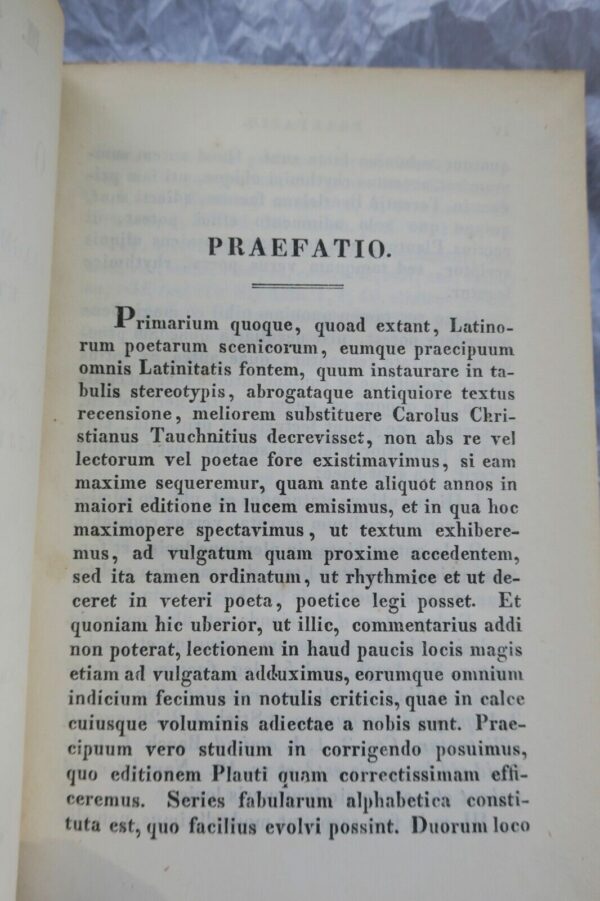 PRAEFATIO.
Primarium quoque, quoad extant, Latino-
rum poetarum scenicorum, eumque praecipuum
omnis Latinitatis fontem, quum instaurare in ta-
bulis stereotypis, abrogataque antiquiore textus
recensione, meliorem substituere Carolus Chri-
stianus Tauchnitius decrevisset, non abs re vel
lectorum vel poetae fore existimavimus, si eam
maxime sequeremur, quam ante aliquot annos in
maiori editione in lucem emisimus, et in qua hoc
maximopere spectavimus, ut textum exhibere-
mus, ad vulgatum quam proxime accedentem,
sed ita tamen ordinatum, ut rhythmice et ut de-
ceret in veteri poeta, poetice legi posset. Et
quoniam hic uberior, ut illic, commentarius addi
non poterat, lectionem in haud paucis locis magis
etiam ad vulgatam adduximus, eorumque omnium
indicium fecimus in notulis criticis, quae in calce
cuiusque voluminis adiectae a nobis sunt. Prae-
cipuum vero studium in corrigendo posuimus,
quo editionem Plauti quam correctissimam effi-
ceremus. Series fabularum alphabetica consti-
tuta est, quo facilius evolvi possint. Duorum loco